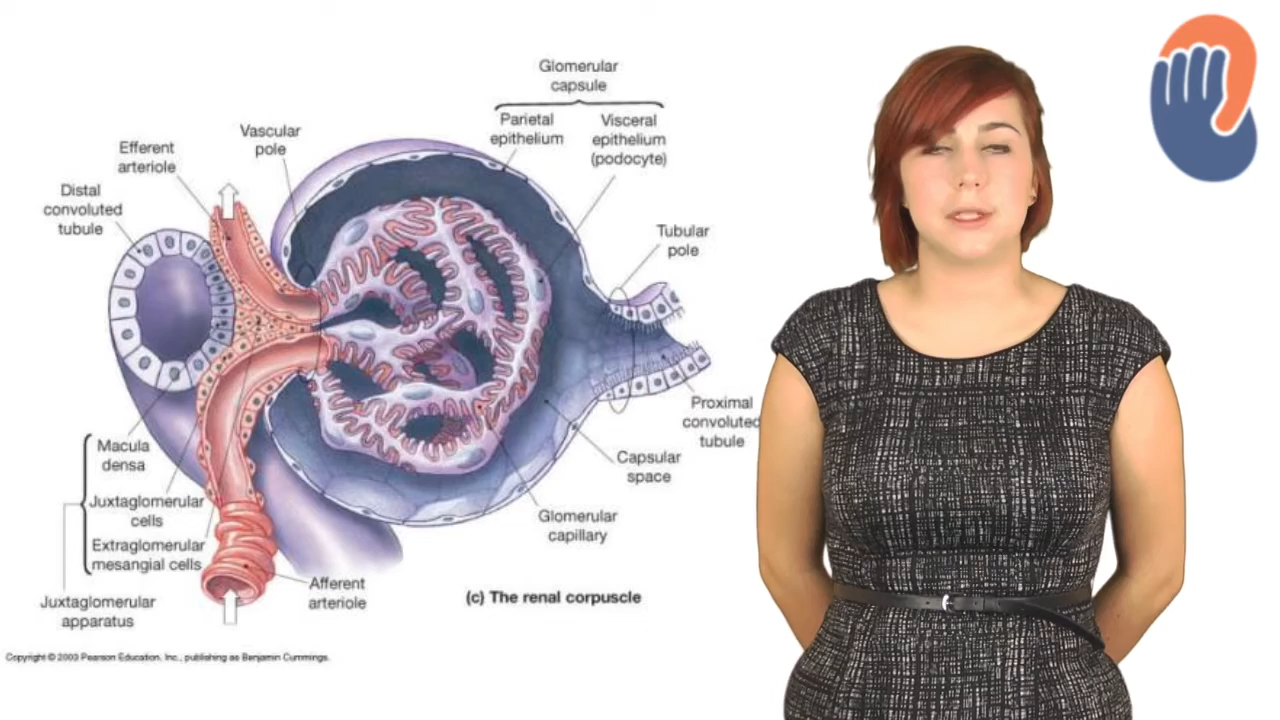 Glomerular
capsule
Parietal
epithelium
Visceral
epithelium
(podocyte)
Vascular
pole
Efferent
arteriole
Distal
convoluted
tubule
Tubular
pole
Proximal
convoluted
tubule
Capsular
space
Glomerular
capillary
Macula
densa
Juxtaglomerular
cells
Extraglomerular
mesangial cells
Juxtaglomerular
apparatus
Afferent
arteriole
(c) The renal corpuscle
Copyright © 2003 Pearson Education, Inc., publishing as Benjamin Cummings.